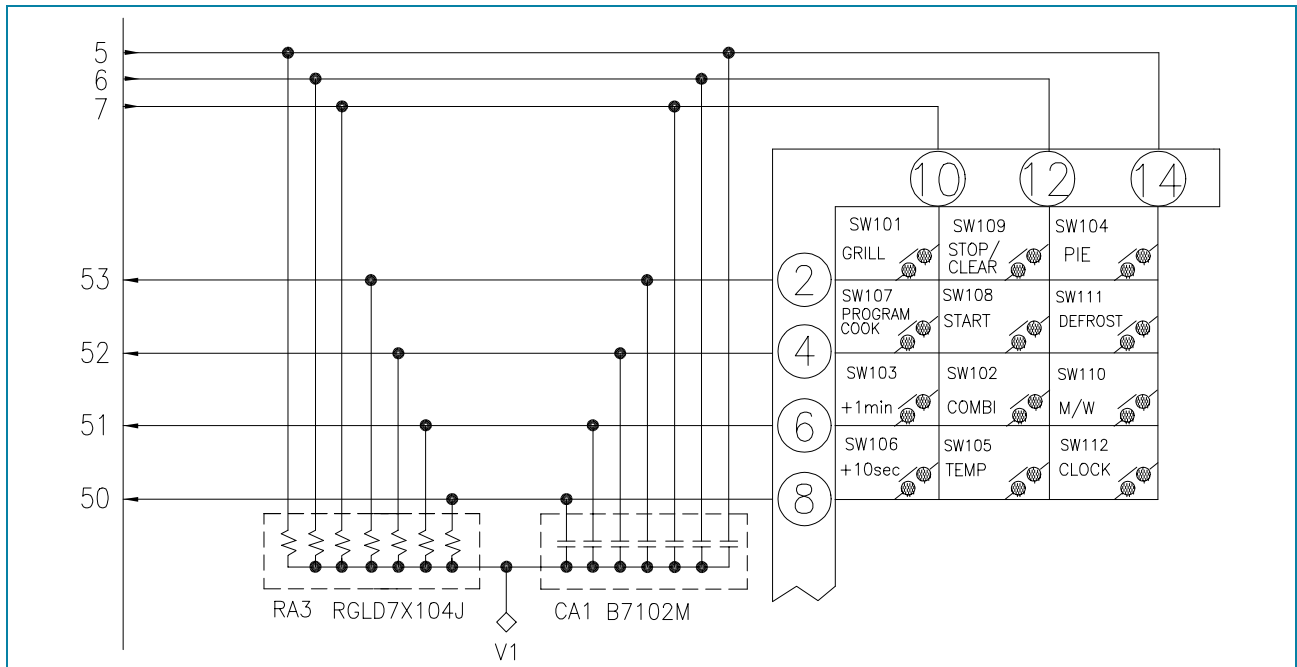 5
6
7
10 12 14
53
52
51
50
2
4
6
8
SW101
GRILL
SW109
STOP/
CLEAR
SW104
PIE
SW107
PROGRAM
COOK
SW108
START
SW111
DEFROST
SW103
+1min
SW102
COMBI
SW110
M/W
SW106
+10sec
SW105
TEMP
SW112
CLOCK
RA3 RGLD7X104J
CA1 B7102M
V1